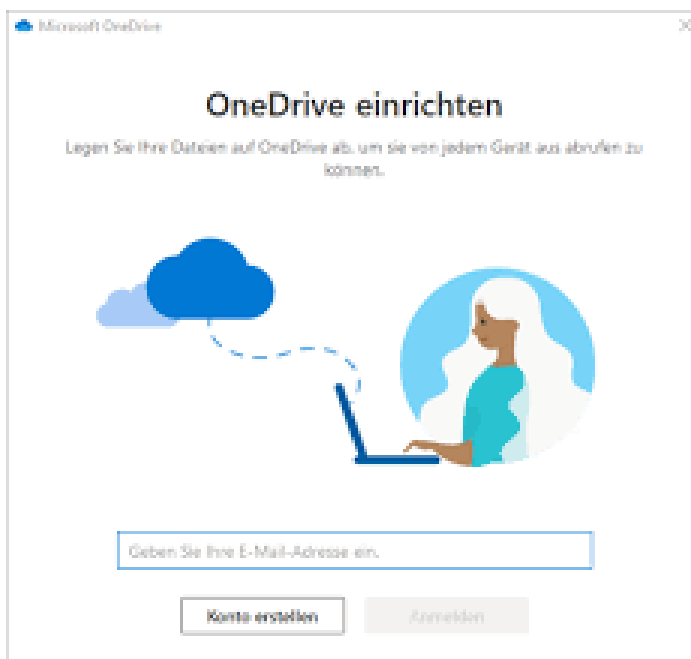 Microsoft OneDrive
OneDrive einrichten
Legen Sie Ihre Dateien auf OneDrive ab, um sie von jedem Gerät aus abrufen zu
können.
Geben Sie Ihre E-Mail-Adresse ein.
Konto erstellen
Anmelden